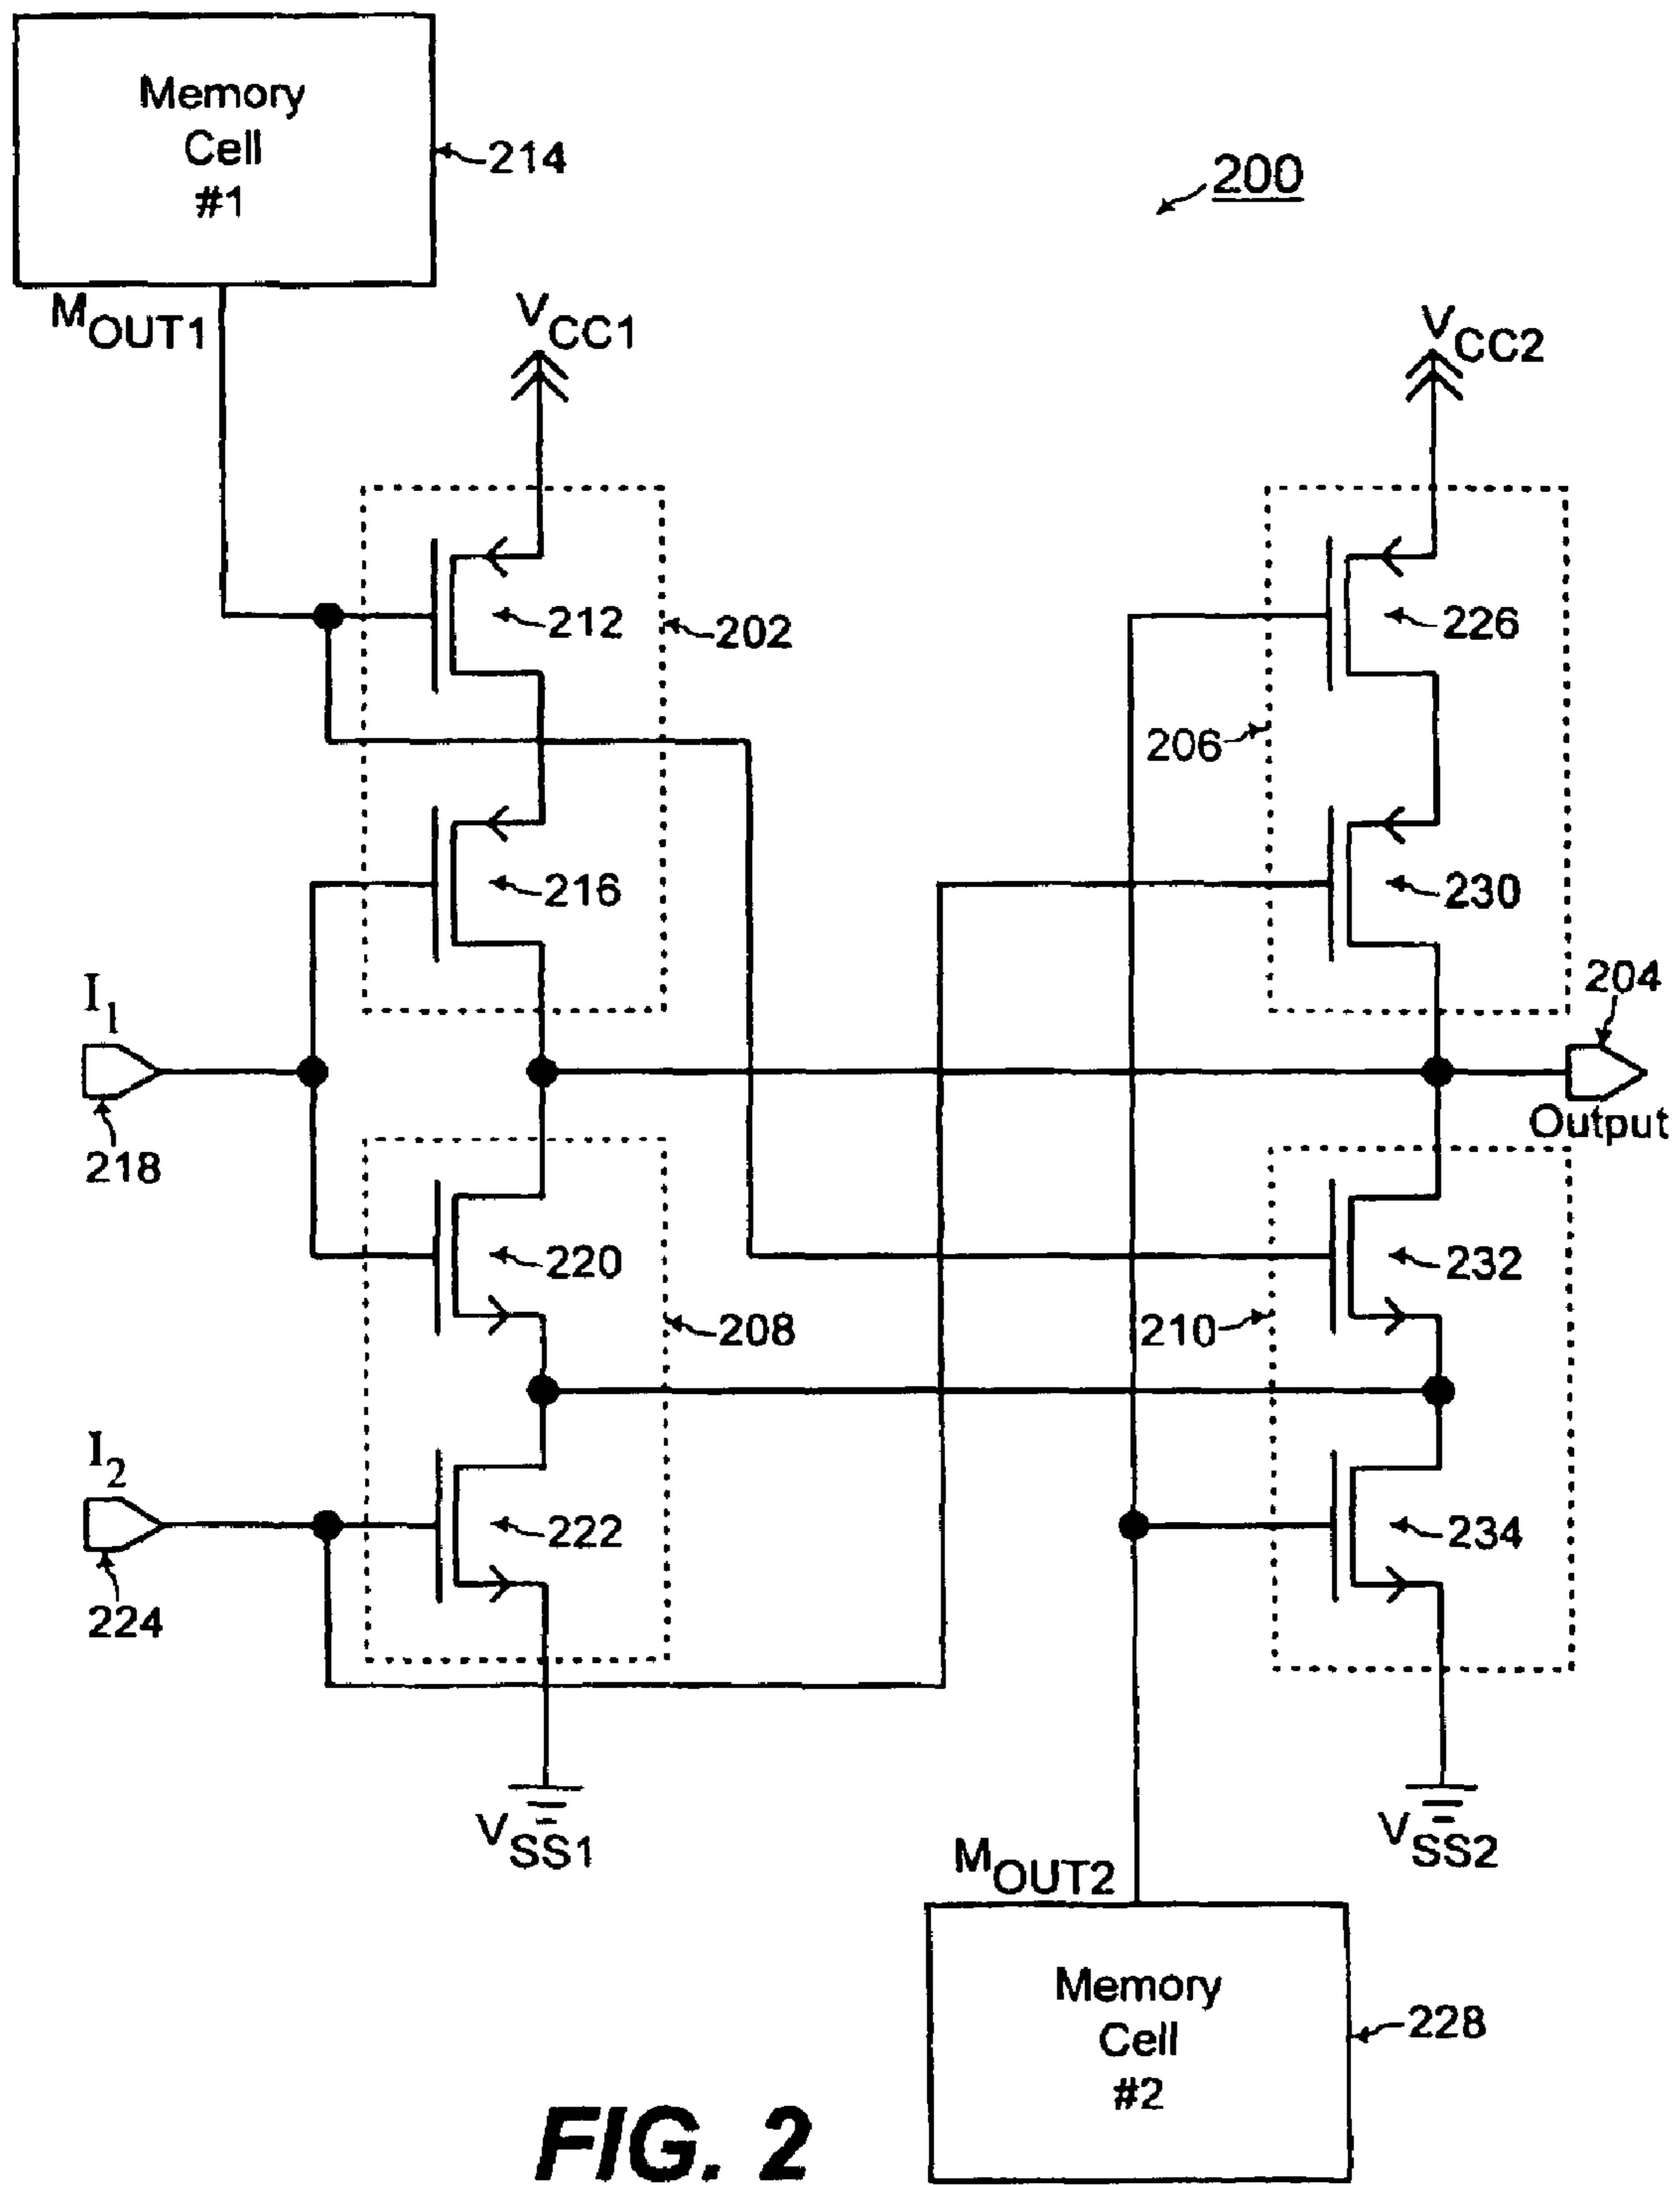 Memory
Cell
#1
214
200
MOUT1
VCC1
VCC2
212
202
226
206
216
230
I1
204
218
Output
220
232
208
210
I2
222
234
224
VSS1
VSS2
MOUT2
Memory
Cell
#2
228
FIG. 2